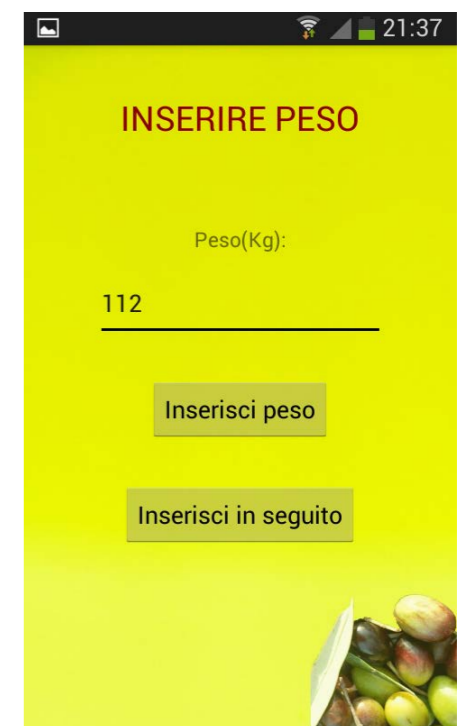 21:37
INSERIRE PESO
Peso(Kg):
112
Inserisci peso
Inserisci in seguito